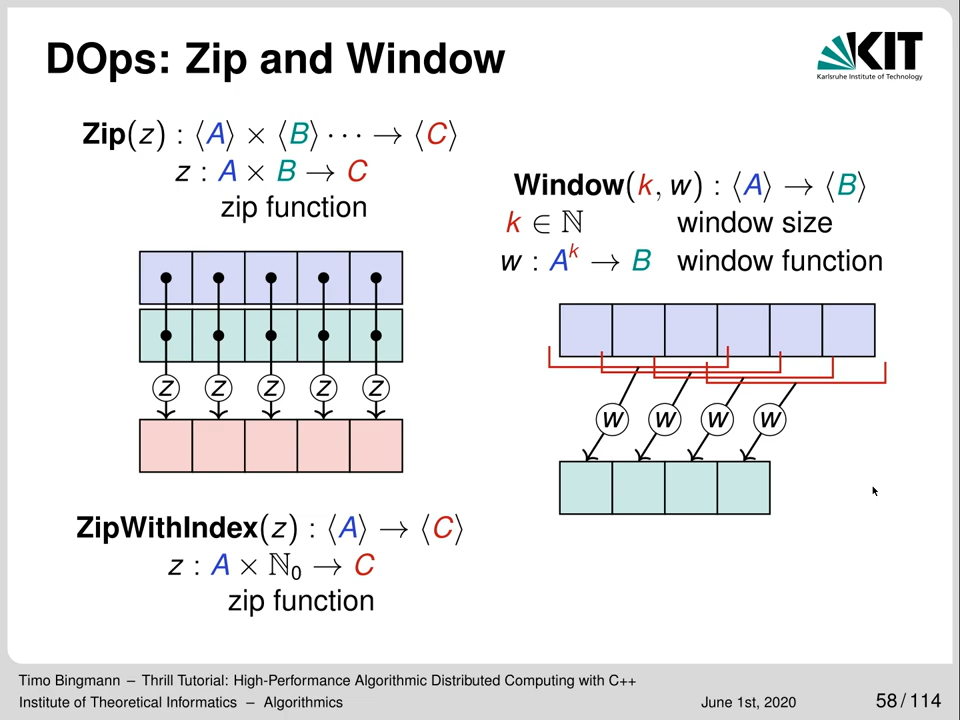 DOps: Zip and Window
KIT
Karlsruhe Institute of Technology
Zip(z) : ⟨A⟩ × ⟨B⟩ ··· → ⟨C⟩
z : A × B → C
zip function
z z z z z
ZipWithIndex(z) : ⟨A⟩ → ⟨C⟩
z : A × ℕ₀ → C
zip function
Window(k, w) : ⟨A⟩ → ⟨B⟩
k ∈ ℕ window size
w : Aᵏ → B window function
w w w w
Timo Bingmann – Thrill Tutorial: High-Performance Algorithmic Distributed Computing with C++
Institute of Theoretical Informatics – Algorithmics
June 1st, 2020
58 / 114